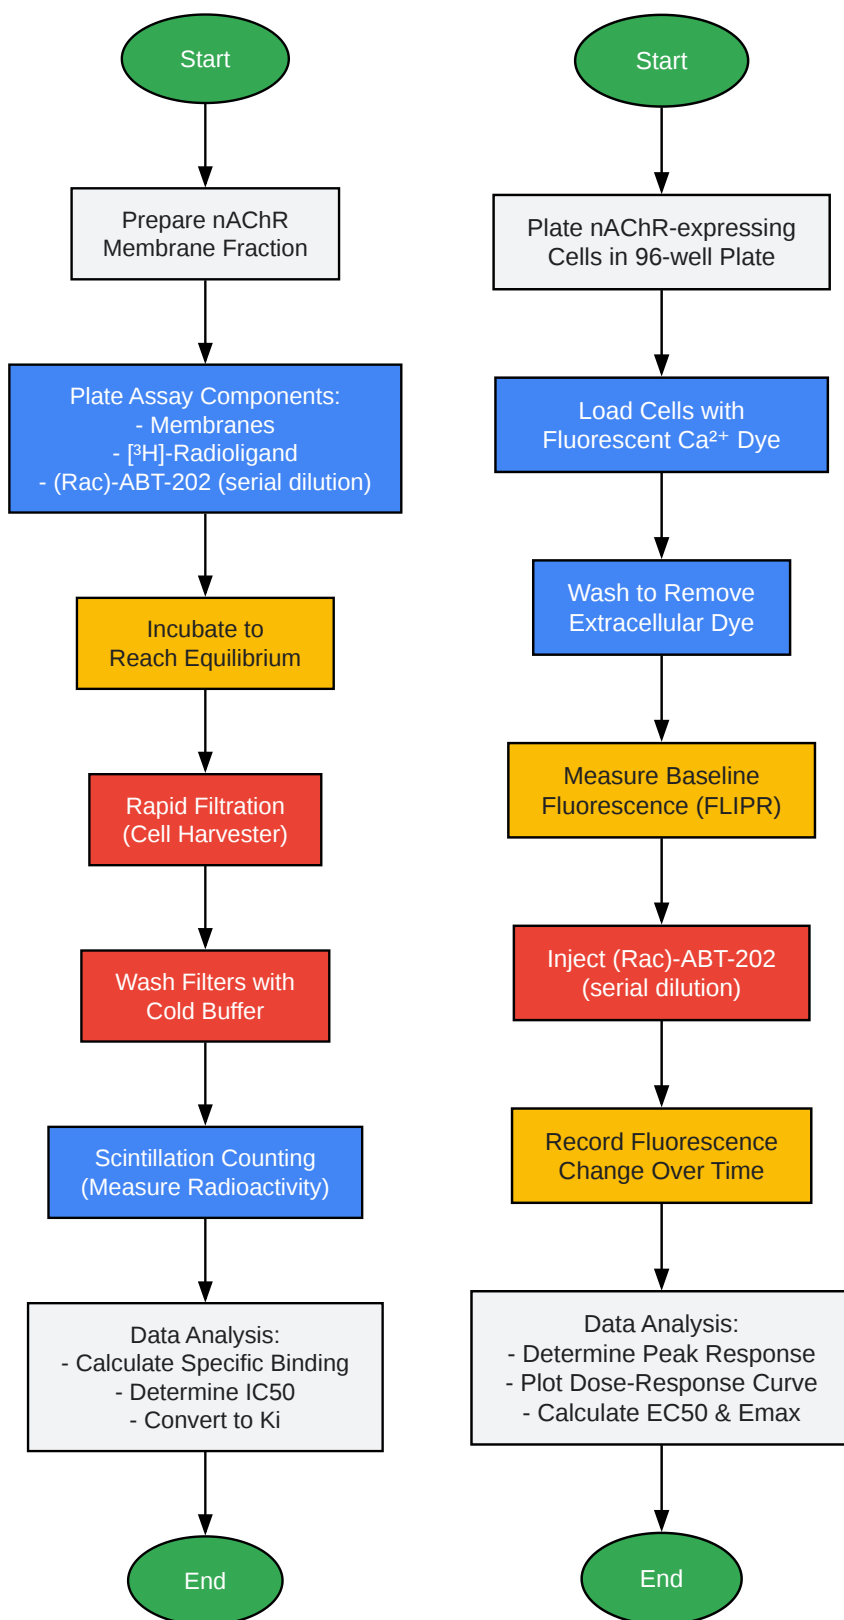 Start
Prepare nAChR
Membrane Fraction
Plate Assay Components:
- Membranes
- [³H]-Radioligand
- (Rac)-ABT-202 (serial dilution)
Incubate to
Reach Equilibrium
Rapid Filtration
(Cell Harvester)
Wash Filters with
Cold Buffer
Scintillation Counting
(Measure Radioactivity)
Data Analysis:
- Calculate Specific Binding
- Determine IC50
- Convert to Ki
End
Start
Plate nAChR-expressing
Cells in 96-well Plate
Load Cells with
Fluorescent Ca²⁺ Dye
Wash to Remove
Extracellular Dye
Measure Baseline
Fluorescence (FLIPR)
Inject (Rac)-ABT-202
(serial dilution)
Record Fluorescence
Change Over Time
Data Analysis:
- Determine Peak Response
- Plot Dose-Response Curve
- Calculate EC50 & Emax
End